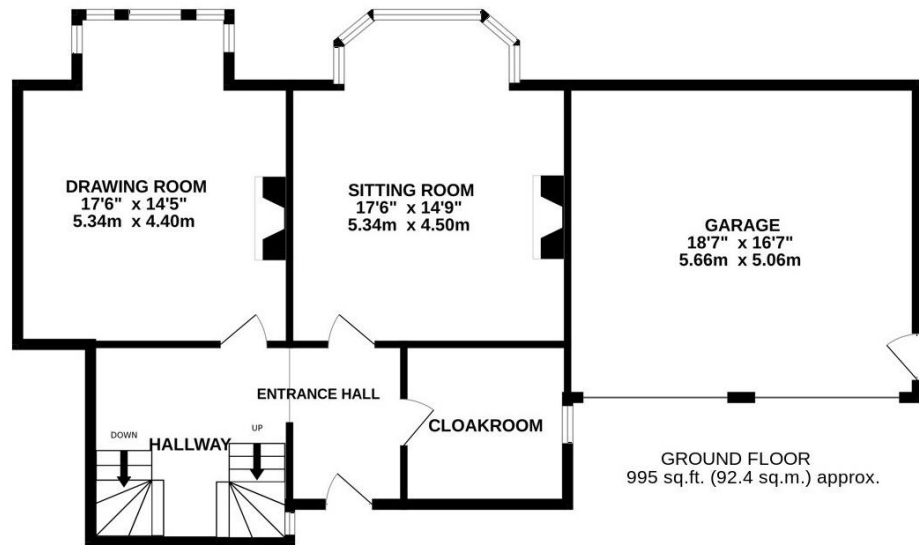 DRAWING ROOM
17'6" x 14'5"
5.34m x 4.40m
SITTING ROOM
17'6" x 14'9"
5.34m x 4.50m
GARAGE
18'7" x 16'7"
5.66m x 5.06m
ENTRANCE HALL
CLOAKROOM
DOWN
HALLWAY
UP
GROUND FLOOR
995 sq.ft. (92.4 sq.m.) approx.